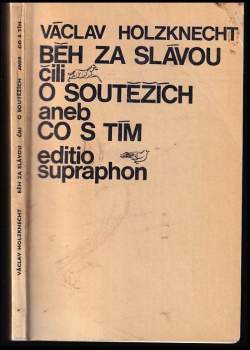 VÁCLAV HOLZKNECHT
BĚH ZA SLÁVOU
čili
O SOUTĚŽÍCH
aneb
CO S TÍM
editio
supraphon
VÁCLAV HOLZKNECHT BĚH ZA SLÁVOU ČILI O SOUTĚŽÍCH ANEB CO S TÍM